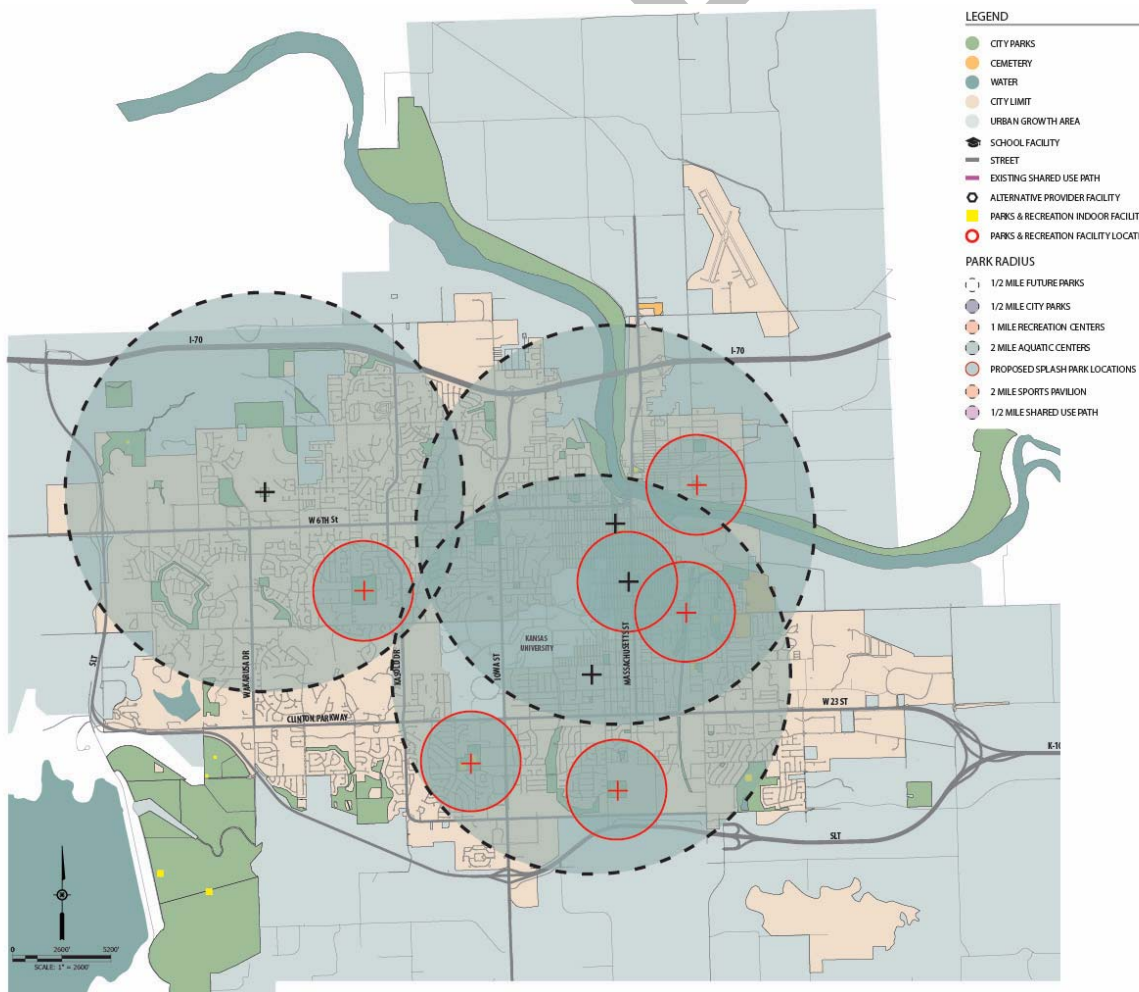 LEGEND
CITY PARKS
CEMETERY
WATER
CITY LIMIT
URBAN GROWTH AREA
SCHOOL FACILITY
STREET
EXISTING SHARED USE PATH
ALTERNATIVE PROVIDER FACILITY
PARKS & RECREATION INDOOR FACILIT
PARKS & RECREATION FACILITY LOCATI
PARK RADIUS
1/2 MILE FUTURE PARKS
1/2 MILE CITY PARKS
1 MILE RECREATION CENTERS
2 MILE AQUATIC CENTERS
PROPOSED SPLASH PARK LOCATIONS
2 MILE SPORTS PAVILION
1/2 MILE SHARED USE PATH
I-70
I-70
W 6TH St
KANSAS
UNIVERSITY
SLT
WAKARUSA DR
KASOLD DR
IOWA ST
MASSACHUSETTS ST
CLINTON PARKWAY
W 23 ST
K-10
SLT
0 2600' 5200'
SCALE: 1" = 2600'